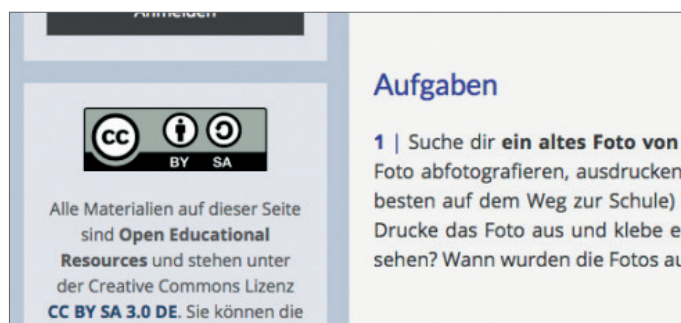 Anmelden
cc
BY SA
Alle Materialien auf dieser Seite
sind Open Educational
Resources und stehen unter
der Creative Commons Lizenz
CC BY SA 3.0 DE. Sie können die
Aufgaben
1 | Suche dir ein altes Foto von
Foto abfotografieren, ausdrucken
besten auf dem Weg zur Schule)
Drucke das Foto aus und klebe e
sehen? Wann wurden die Fotos au